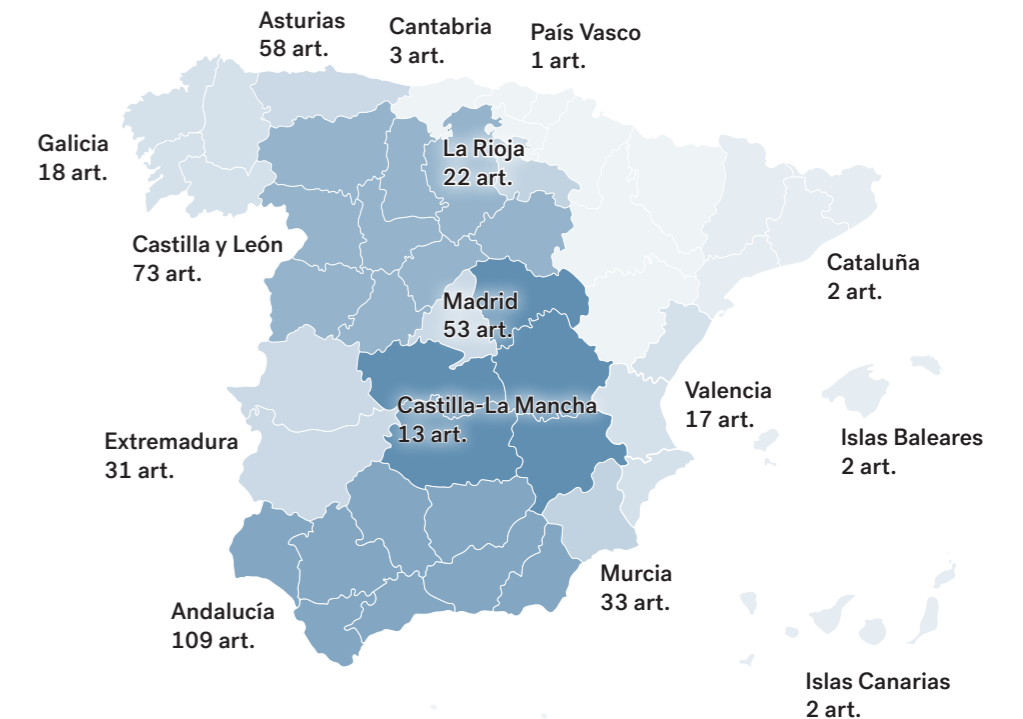 Asturias
58 art.
Cantabria
3 art.
País Vasco
1 art.
Galicia
18 art.
La Rioja
22 art.
Castilla y León
73 art.
Cataluña
2 art.
Madrid
53 art.
Valencia
17 art.
Castilla-La Mancha
13 art.
Islas Baleares
2 art.
Extremadura
31 art.
Murcia
33 art.
Andalucía
109 art.
Islas Canarias
2 art.